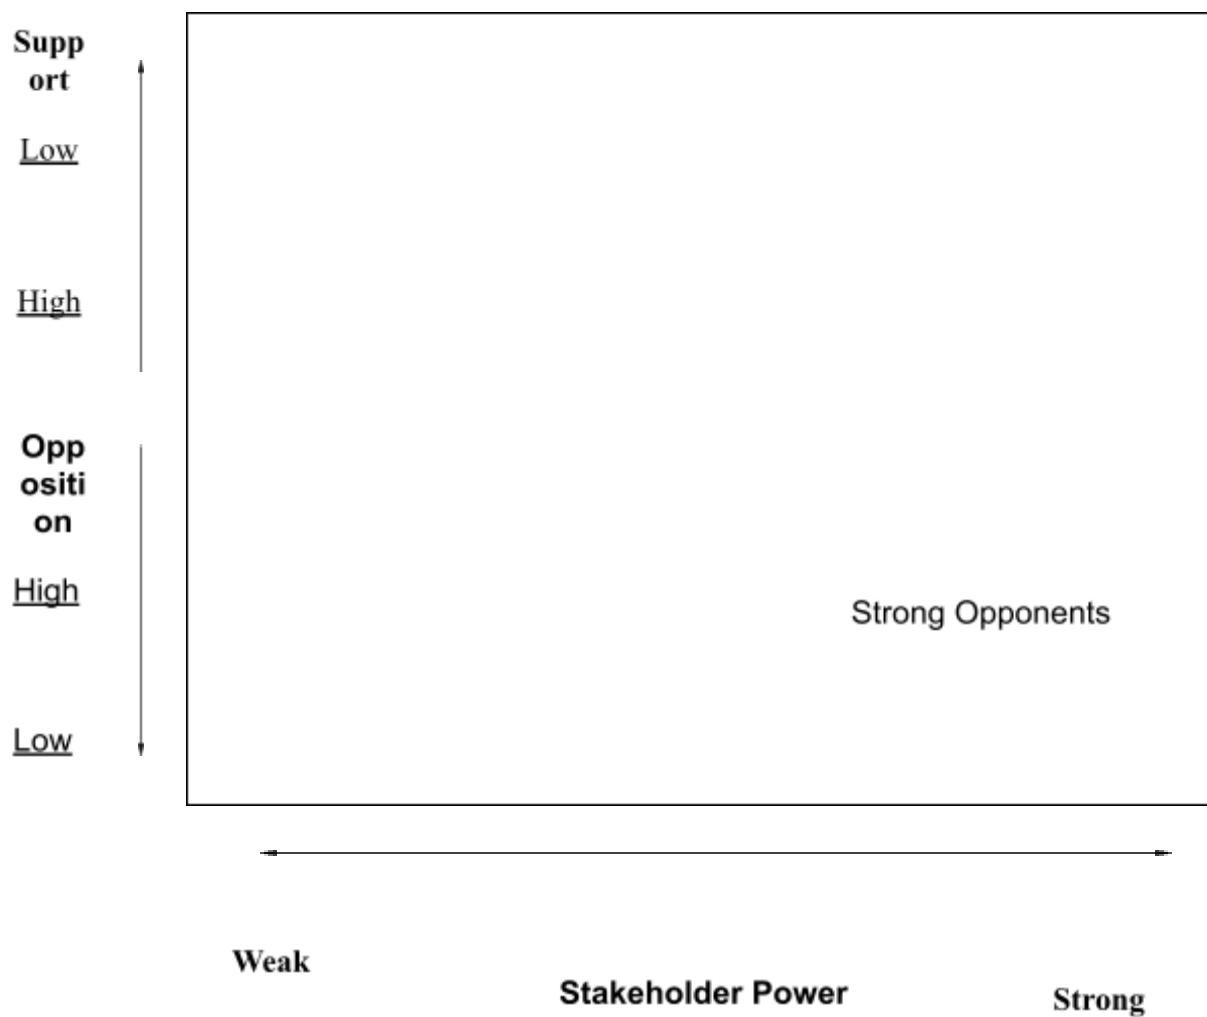 Supp
ort
Low
High
Opp
ositi
on
High
Strong Opponents
Low
Weak
Stakeholder Power
Strong